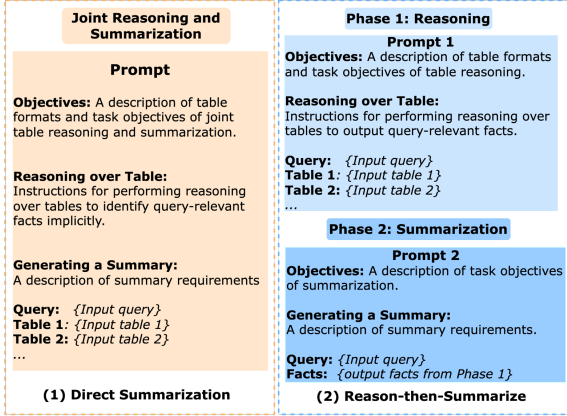 Joint Reasoning and
Summarization
Prompt
Objectives: A description of table
formats and task objectives of joint
table reasoning and summarization.
Reasoning over Table:
Instructions for performing reasoning
over tables to identify query-relevant
facts implicitly.
Generating a Summary:
A description of summary requirements
Query: {Input query}
Table 1: {Input table 1}
Table 2: {Input table 2}
...
(1) Direct Summarization
Phase 1: Reasoning
Prompt 1
Objectives: A description of table formats
and task objectives of table reasoning.
Reasoning over Table:
Instructions for performing reasoning over
tables to output query-relevant facts.
Query: {Input query}
Table 1: {Input table 1}
Table 2: {Input table 2}
...
Phase 2: Summarization
Prompt 2
Objectives: A description of task objectives
of summarization.
Generating a Summary:
A description of summary requirements.
Query: {Input query}
Facts: {output facts from Phase 1}
(2) Reason-then-Summarize